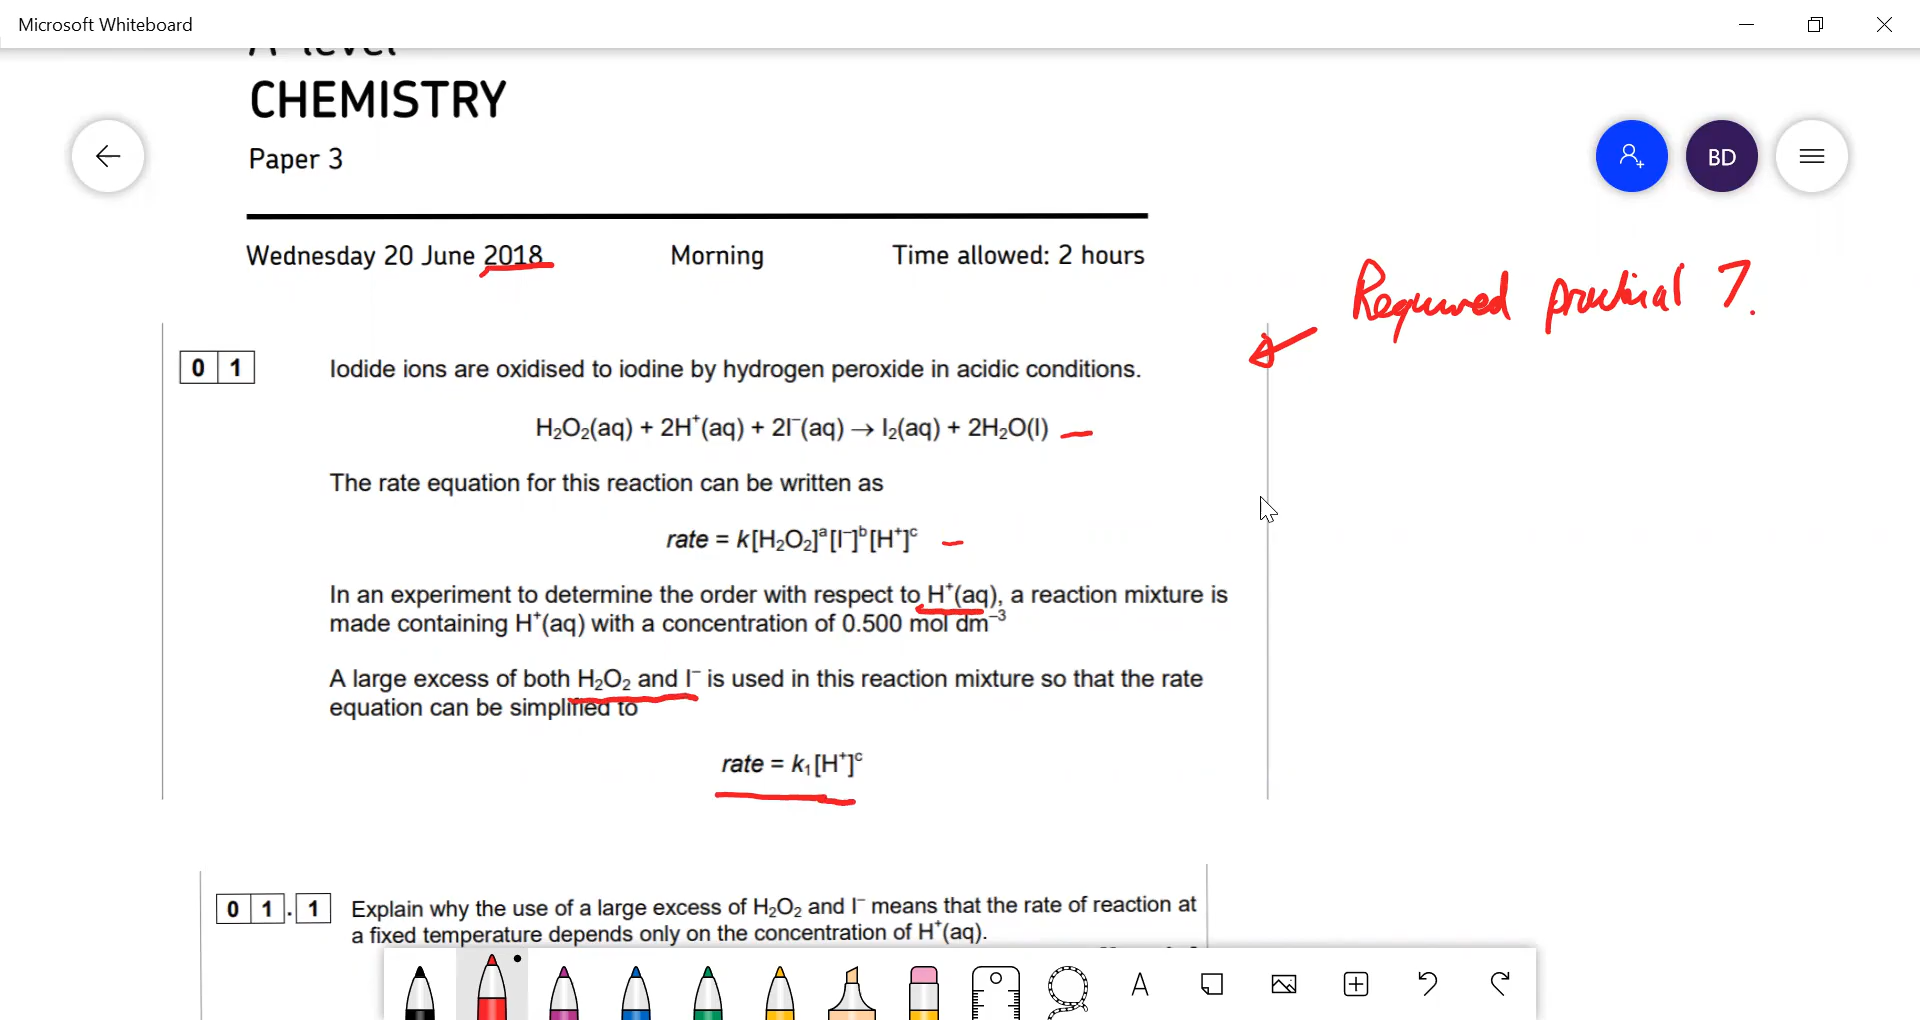 Microsoft Whiteboard
A-level
CHEMISTRY
Paper 3
BD
Wednesday 20 June 2018 Morning Time allowed: 2 hours
Required practical 7.
0 1 Iodide ions are oxidised to iodine by hydrogen peroxide in acidic conditions.
H₂O₂(aq) + 2H⁺(aq) + 2I⁻(aq) → I₂(aq) + 2H₂O(l)
The rate equation for this reaction can be written as
rate = k[H₂O₂]ᵃ[I⁻]ᵇ[H⁺]ᶜ
In an experiment to determine the order with respect to H⁺(aq), a reaction mixture is
made containing H⁺(aq) with a concentration of 0.500 mol dm⁻³
A large excess of both H₂O₂ and I⁻ is used in this reaction mixture so that the rate
equation can be simplified to
rate = k₁[H⁺]ᶜ
0 1 . 1 Explain why the use of a large excess of H₂O₂ and I⁻ means that the rate of reaction at
a fixed temperature depends only on the concentration of H⁺(aq).
A